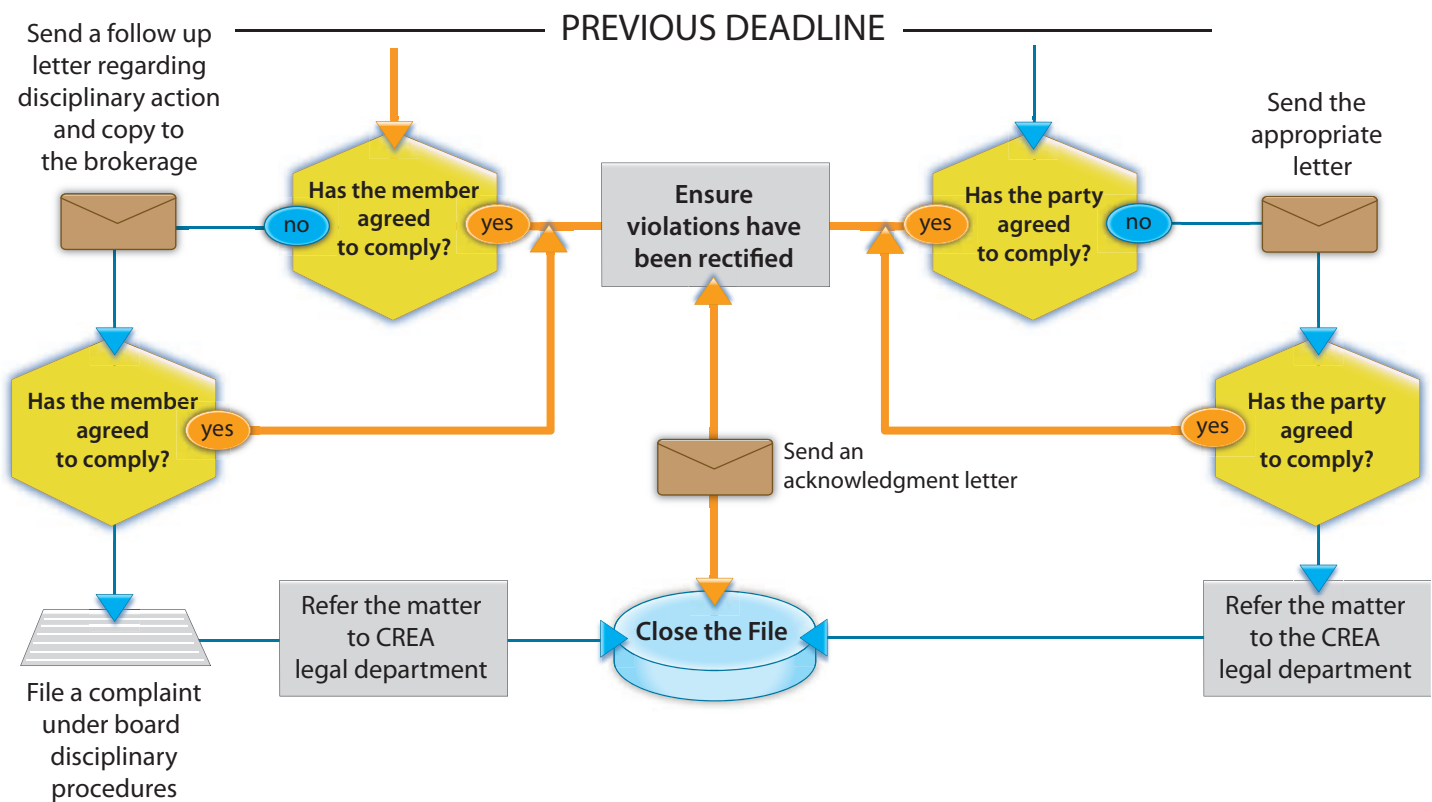 PREVIOUS DEADLINE
Send a follow up
letter regarding
disciplinary action
and copy to
the brokerage
Has the member
agreed
to comply?
no
yes
Ensure
violations have
been rectified
Has the party
agreed
to comply?
yes
no
Send the
appropriate
letter
Has the member
agreed
to comply?
yes
Send an
acknowledgment letter
Has the party
agreed
to comply?
yes
File a complaint
under board
disciplinary
procedures
Refer the matter
to CREA
legal department
Close the File
Refer the matter
to the CREA
legal department